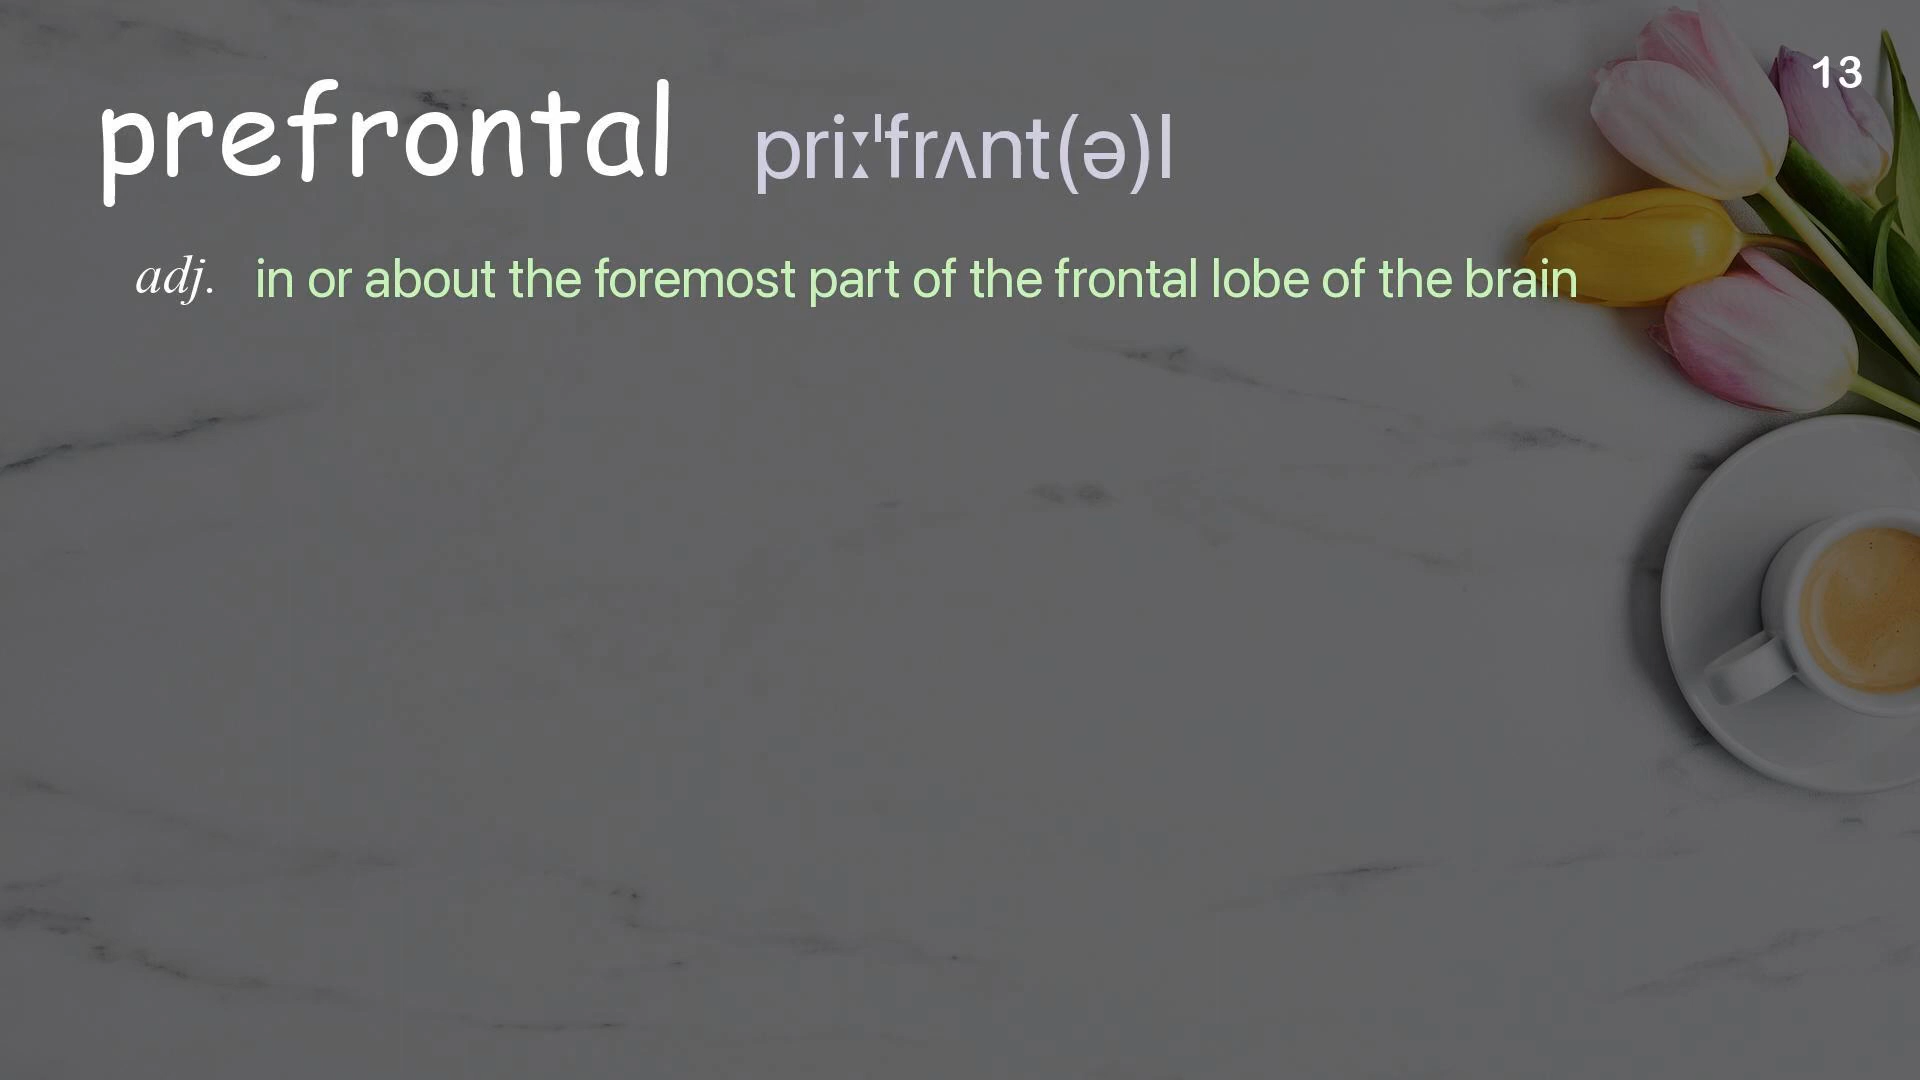 13
prefrontal priːˈfrʌnt(ə)l
adj. in or about the foremost part of the frontal lobe of the brain